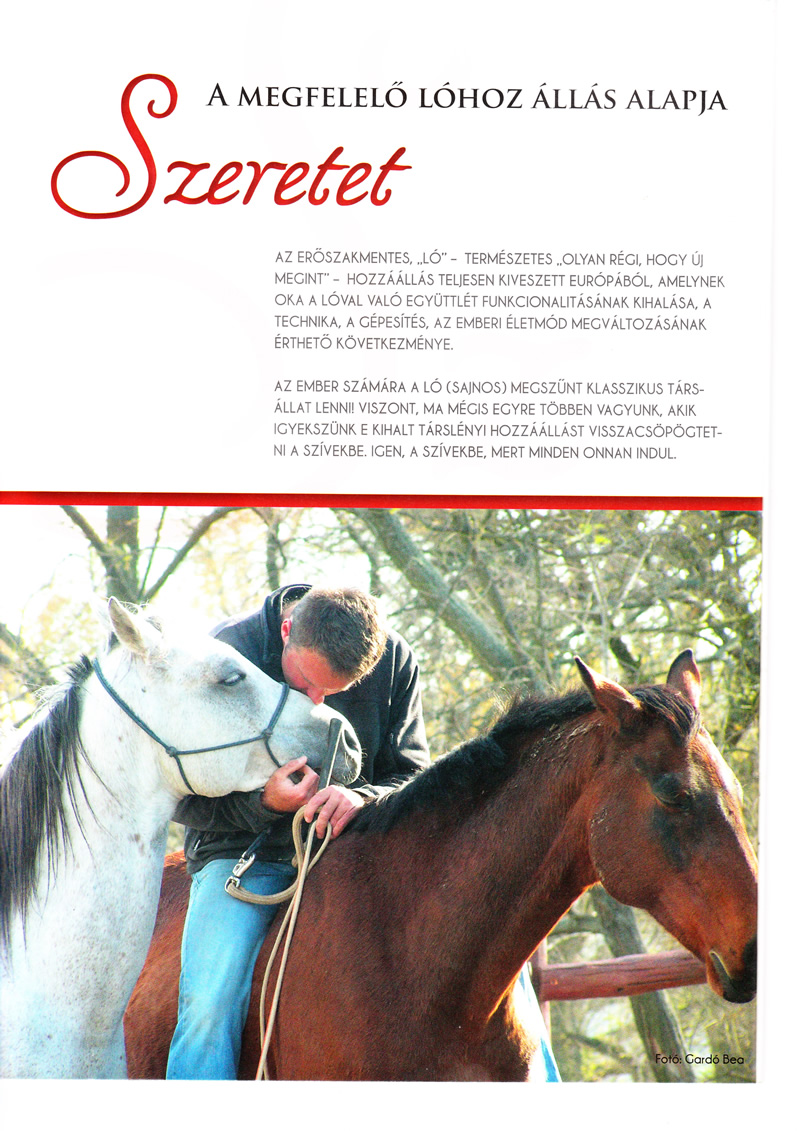 A MEGFELELŐ LÓHOZ ÁLLÁS ALAPJA
Szeretet
AZ ERŐSZAKMENTES, „LÓ” – TERMÉSZETES „OLYAN RÉGI, HOGY ÚJ
MEGINT” – HOZZÁÁLLÁS TELJESEN KIVESZETT EURÓPÁBÓL, AMELYNEK
OKA A LÓVAL VALÓ EGYÜTTLÉT FUNKCIONALITÁSÁNAK KIHALÁSA, A
TECHNIKA, A GÉPESÍTÉS, AZ EMBERI ÉLETMÓD MEGVÁLTOZÁSÁNAK
ÉRTHETŐ KÖVETKEZMÉNYE.
AZ EMBER SZÁMÁRA A LÓ (SAJNOS) MEGSZŰNT KLASSZIKUS TÁRS-
ÁLLAT LENNI! VISZONT, MA MÉGIS EGYRE TÖBBEN VAGYUNK, AKIK
IGYEKSZÜNK E KIHALT TÁRSLÉNYI HOZZÁÁLLÁST VISSZACSÖPÖGTET-
NI A SZÍVEKBE. IGEN, A SZÍVEKBE, MERT MINDEN ONNAN INDUL.
Fotó: Gardó Bea